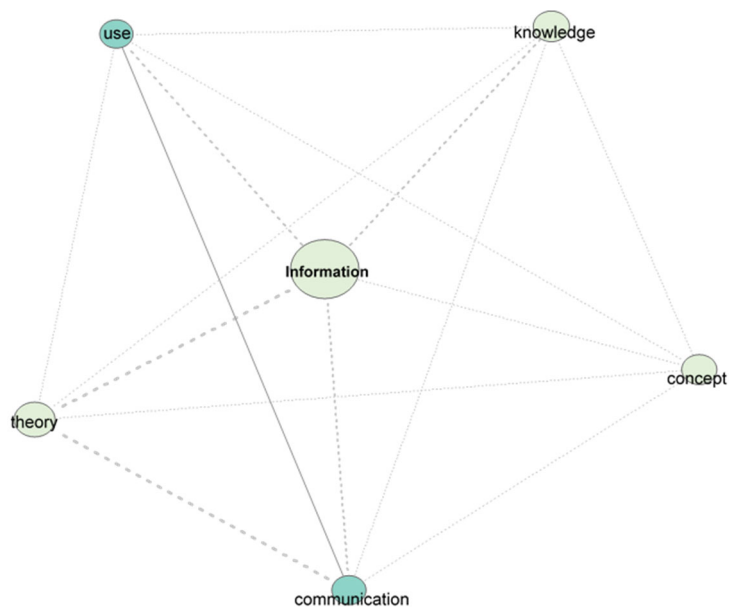 use
knowledge
Information
concept
theory
communication